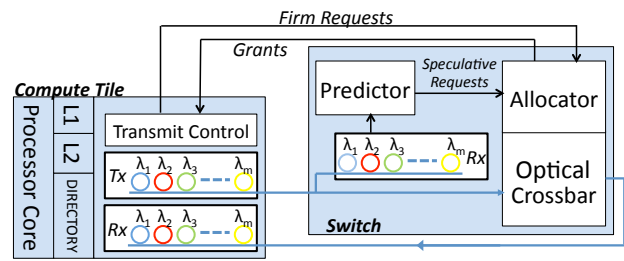 Firm Requests
Grants
Compute Tile
Processor Core
L1
L2
DIRECTORY
Transmit Control
Tx λ1 λ2 λ3 λm
Rx λ1 λ2 λ3 λm
Predictor
Speculative
Requests
Allocator
λ1 λ2 λ3 λm Rx
Optical
Crossbar
Switch